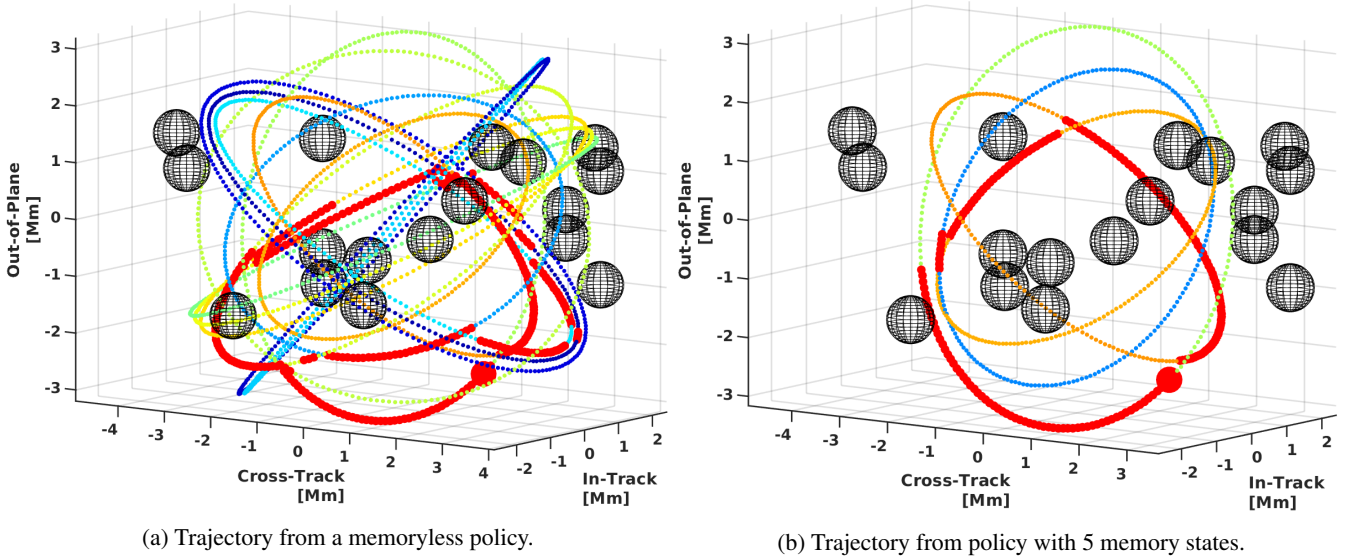 3
2
1
0
-1
-2
-3
Out-of-Plane
[Mm]
-4
-3
-2
-1
0
1
2
3
4
Cross-Track
[Mm]
-2
-1
0
1
2
In-Track
[Mm]
(a) Trajectory from a memoryless policy.
3
2
1
0
-1
-2
-3
Out-of-Plane
[Mm]
-4
-3
-2
-1
0
1
2
3
Cross-Track
[Mm]
-2
-1
0
1
2
In-Track
[Mm]
(b) Trajectory from policy with 5 memory states.